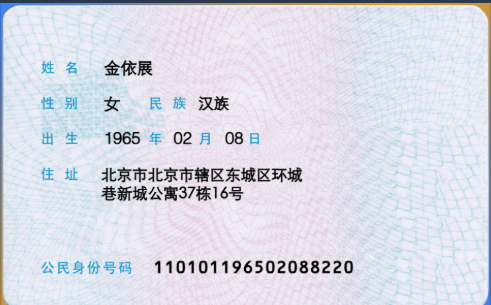 姓名 金依展
性别 女 民族 汉族
出生 1965 年 02 月 08 日
住址 北京市北京市辖区东城区环城
巷新城公寓37栋16号
公民身份号码 110101196502088220